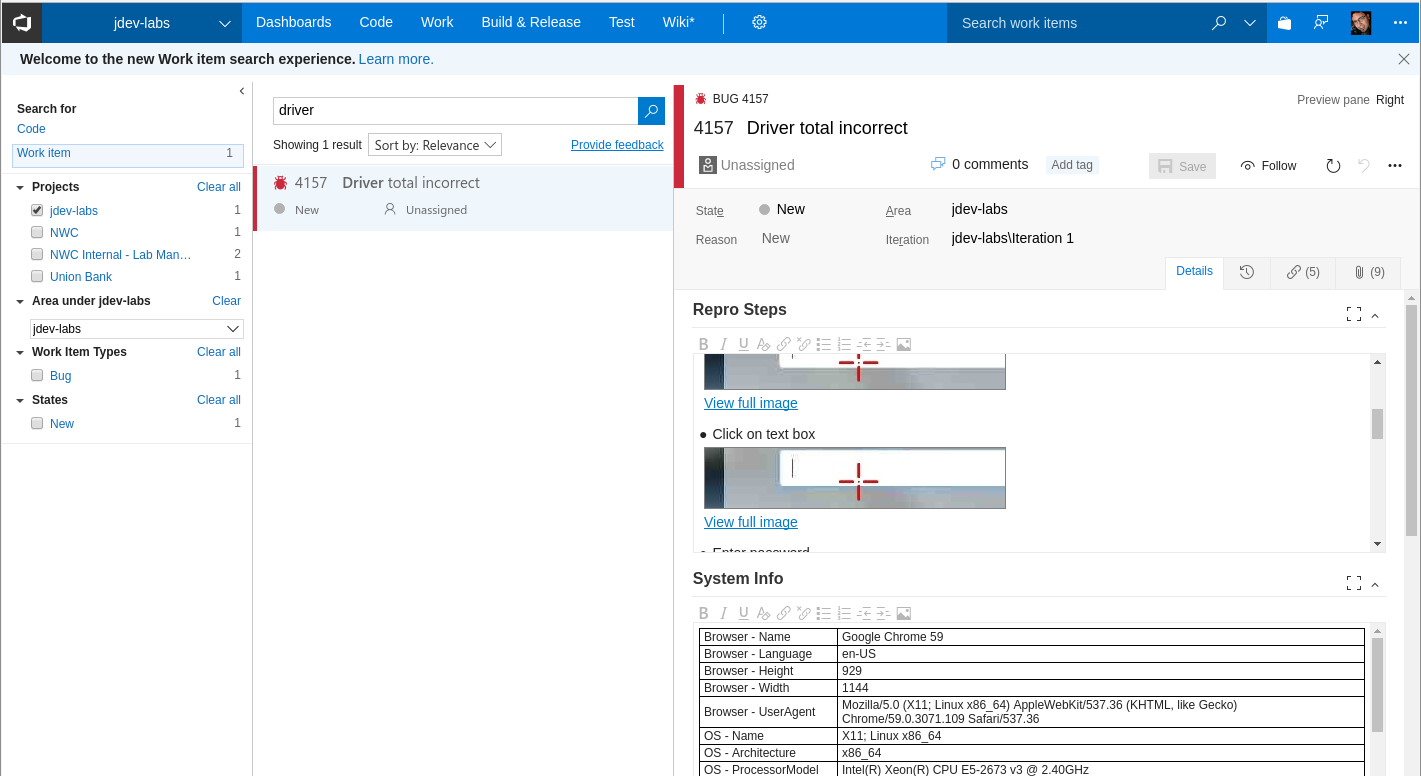 jdev-labs
Dashboards Code Work Build & Release Test Wiki*
Search work items
Welcome to the new Work item search experience. Learn more.
Search for
Code
Work item 1
Projects Clear all
jdev-labs 1
NWC 1
NWC Internal - Lab Man… 2
Union Bank 1
Area under jdev-labs Clear
jdev-labs
Work Item Types Clear all
Bug 1
States Clear all
New 1
driver
Showing 1 result Sort by: Relevance Provide feedback
4157 Driver total incorrect
New Unassigned
BUG 4157
Preview pane Right
4157 Driver total incorrect
Unassigned 0 comments Add tag Save Follow
State New Area jdev-labs
Reason New Iteration jdev-labs\Iteration 1
Details (5) (9)
Repro Steps
B I U A
View full image
● Click on text box
View full image
● Enter password
System Info
B I U A
Browser - Name Google Chrome 59
Browser - Language en-US
Browser - Height 929
Browser - Width 1144
Browser - UserAgent Mozilla/5.0 (X11; Linux x86_64) AppleWebKit/537.36 (KHTML, like Gecko)
Chrome/59.0.3071.109 Safari/537.36
OS - Name X11; Linux x86_64
OS - Architecture x86_64
OS - ProcessorModel Intel(R) Xeon(R) CPU E5-2673 v3 @ 2.40GHz